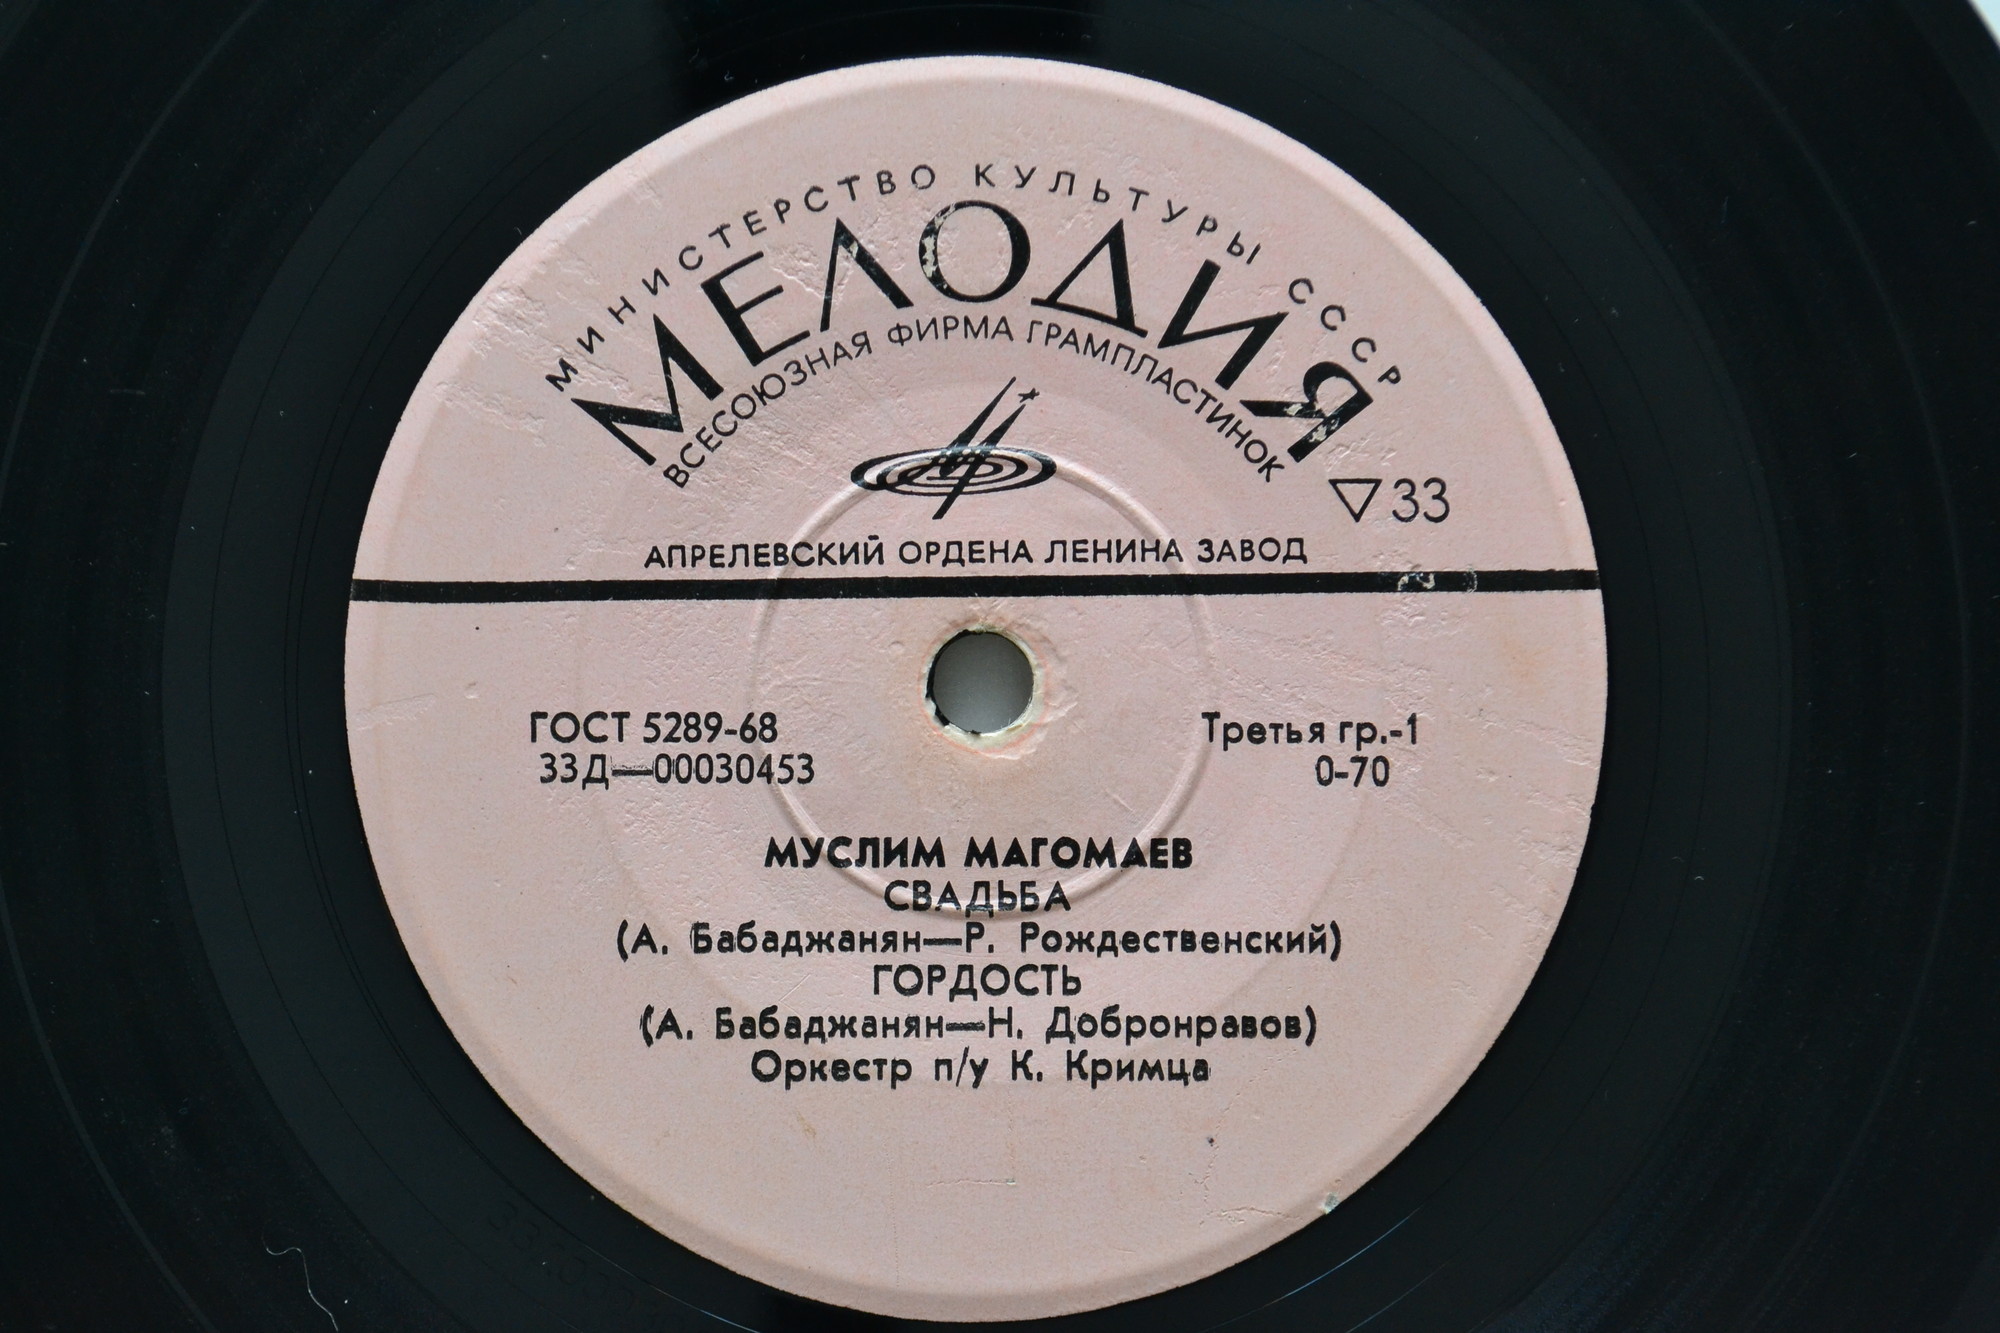 МИНИСТЕРСТВО КУЛЬТУРЫ СССР
МЕЛОДИЯ
ВСЕСОЮЗНАЯ ФИРМА ГРАМПЛАСТИНОК
▽33
АПРЕЛЕВСКИЙ ОРДЕНА ЛЕНИНА ЗАВОД
ГОСТ 5289-68
Третья гр.-1
33Д—00030453
0-70
МУСЛИМ МАГОМАЕВ
СВАДЬБА
(А. Бабаджанян—Р. Рождественский)
ГОРДОСТЬ
(А. Бабаджанян—Н. Добронравов)
Оркестр п/у К. Кримца